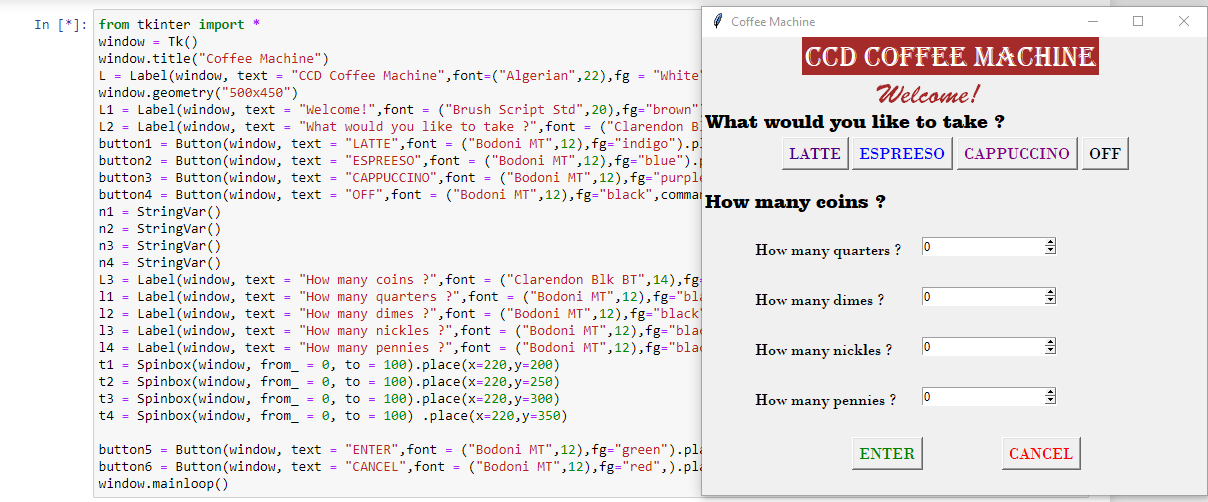 In [*]:
from tkinter import *
window = Tk()
window.title("Coffee Machine")
L = Label(window, text = "CCD Coffee Machine",font=("Algerian",22),fg = "White"
window.geometry("500x450")
L1 = Label(window, text = "Welcome!",font = ("Brush Script Std",20),fg="brown"
L2 = Label(window, text = "What would you like to take ?",font = ("Clarendon Bl
button1 = Button(window, text = "LATTE",font = ("Bodoni MT",12),fg="indigo").pl
button2 = Button(window, text = "ESPREESO",font = ("Bodoni MT",12),fg="blue").p
button3 = Button(window, text = "CAPPUCCINO",font = ("Bodoni MT",12),fg="purple
button4 = Button(window, text = "OFF",font = ("Bodoni MT",12),fg="black",comman
n1 = StringVar()
n2 = StringVar()
n3 = StringVar()
n4 = StringVar()
L3 = Label(window, text = "How many coins ?",font = ("Clarendon Blk BT",14),fg=
l1 = Label(window, text = "How many quarters ?",font = ("Bodoni MT",12),fg="bla
l2 = Label(window, text = "How many dimes ?",font = ("Bodoni MT",12),fg="black"
l3 = Label(window, text = "How many nickles ?",font = ("Bodoni MT",12),fg="blac
l4 = Label(window, text = "How many pennies ?",font = ("Bodoni MT",12),fg="blac
t1 = Spinbox(window, from_ = 0, to = 100).place(x=220,y=200)
t2 = Spinbox(window, from_ = 0, to = 100).place(x=220,y=250)
t3 = Spinbox(window, from_ = 0, to = 100).place(x=220,y=300)
t4 = Spinbox(window, from_ = 0, to = 100) .place(x=220,y=350)
button5 = Button(window, text = "ENTER",font = ("Bodoni MT",12),fg="green").pla
button6 = Button(window, text = "CANCEL",font = ("Bodoni MT",12),fg="red",).pla
window.mainloop()
Coffee Machine
CCD COFFEE MACHINE
Welcome!
What would you like to take ?
LATTE ESPREESO CAPPUCCINO OFF
How many coins ?
How many quarters ? 0
How many dimes ? 0
How many nickles ? 0
How many pennies ? 0
ENTER CANCEL